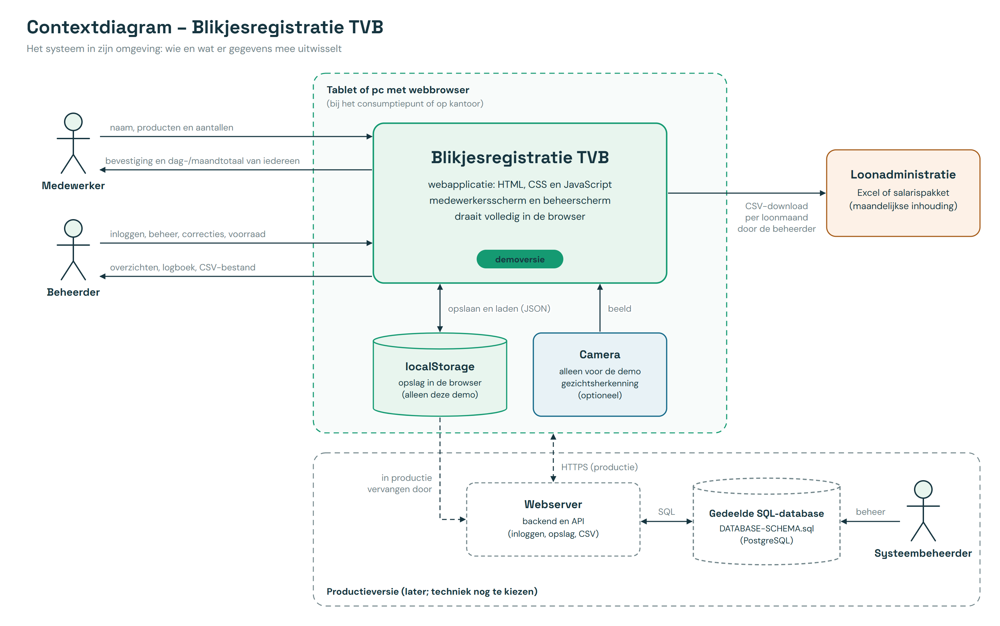 Contextdiagram – Blikjesregistratie TVB
Het systeem in zijn omgeving: wie en wat er gegevens mee uitwisselt
Tablet of pc met webbrowser
(bij het consumptiepunt of op kantoor)
naam, producten en aantallen
bevestiging en dag-/maandtotaal van iedereen
Medewerker
inloggen, beheer, correcties, voorraad
overzichten, logboek, CSV-bestand
Beheerder
Blikjesregistratie TVB
webapplicatie: HTML, CSS en JavaScript
medewerkersscherm en beheerscherm
draait volledig in de browser
demoversie
CSV-download
per loonmaand
door de beheerder
Loonadministratie
Excel of salarispakket
(maandelijkse inhouding)
opslaan en laden (JSON)
beeld
localStorage
opslag in de browser
(alleen deze demo)
Camera
alleen voor de demo
gezichtsherkenning
(optioneel)
in productie
vervangen door
HTTPS (productie)
Webserver
backend en API
(inloggen, opslag, CSV)
SQL
Gedeelde SQL-database
DATABASE-SCHEMA.sql
(PostgreSQL)
beheer
Systeembeheerder
Productieversie (later; techniek nog te kiezen)